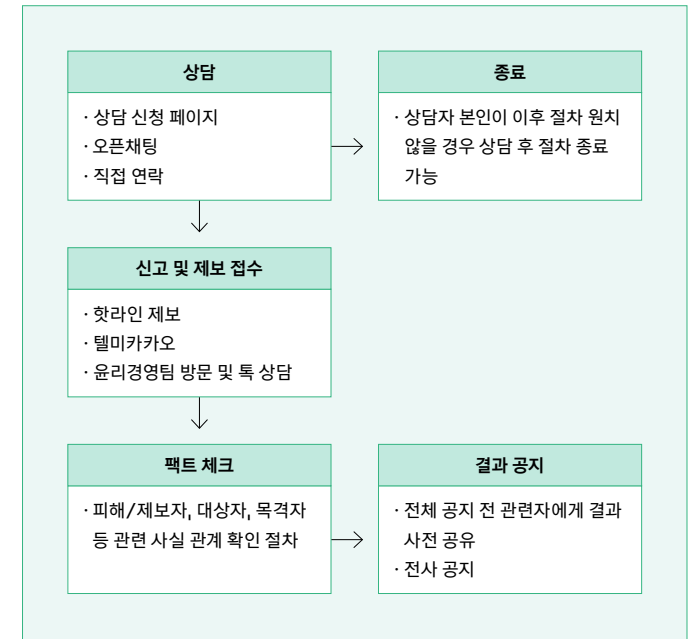 상담
· 상담 신청 페이지
· 오픈채팅
· 직접 연락
종료
· 상담자 본인이 이후 절차 원치
않을 경우 상담 후 절차 종료
가능
신고 및 제보 접수
· 핫라인 제보
· 텔미카카오
· 윤리경영팀 방문 및 톡 상담
팩트 체크
· 피해/제보자, 대상자, 목격자
등 관련 사실 관계 확인 절차
결과 공지
· 전체 공지 전 관련자에게 결과
사전 공유
· 전사 공지